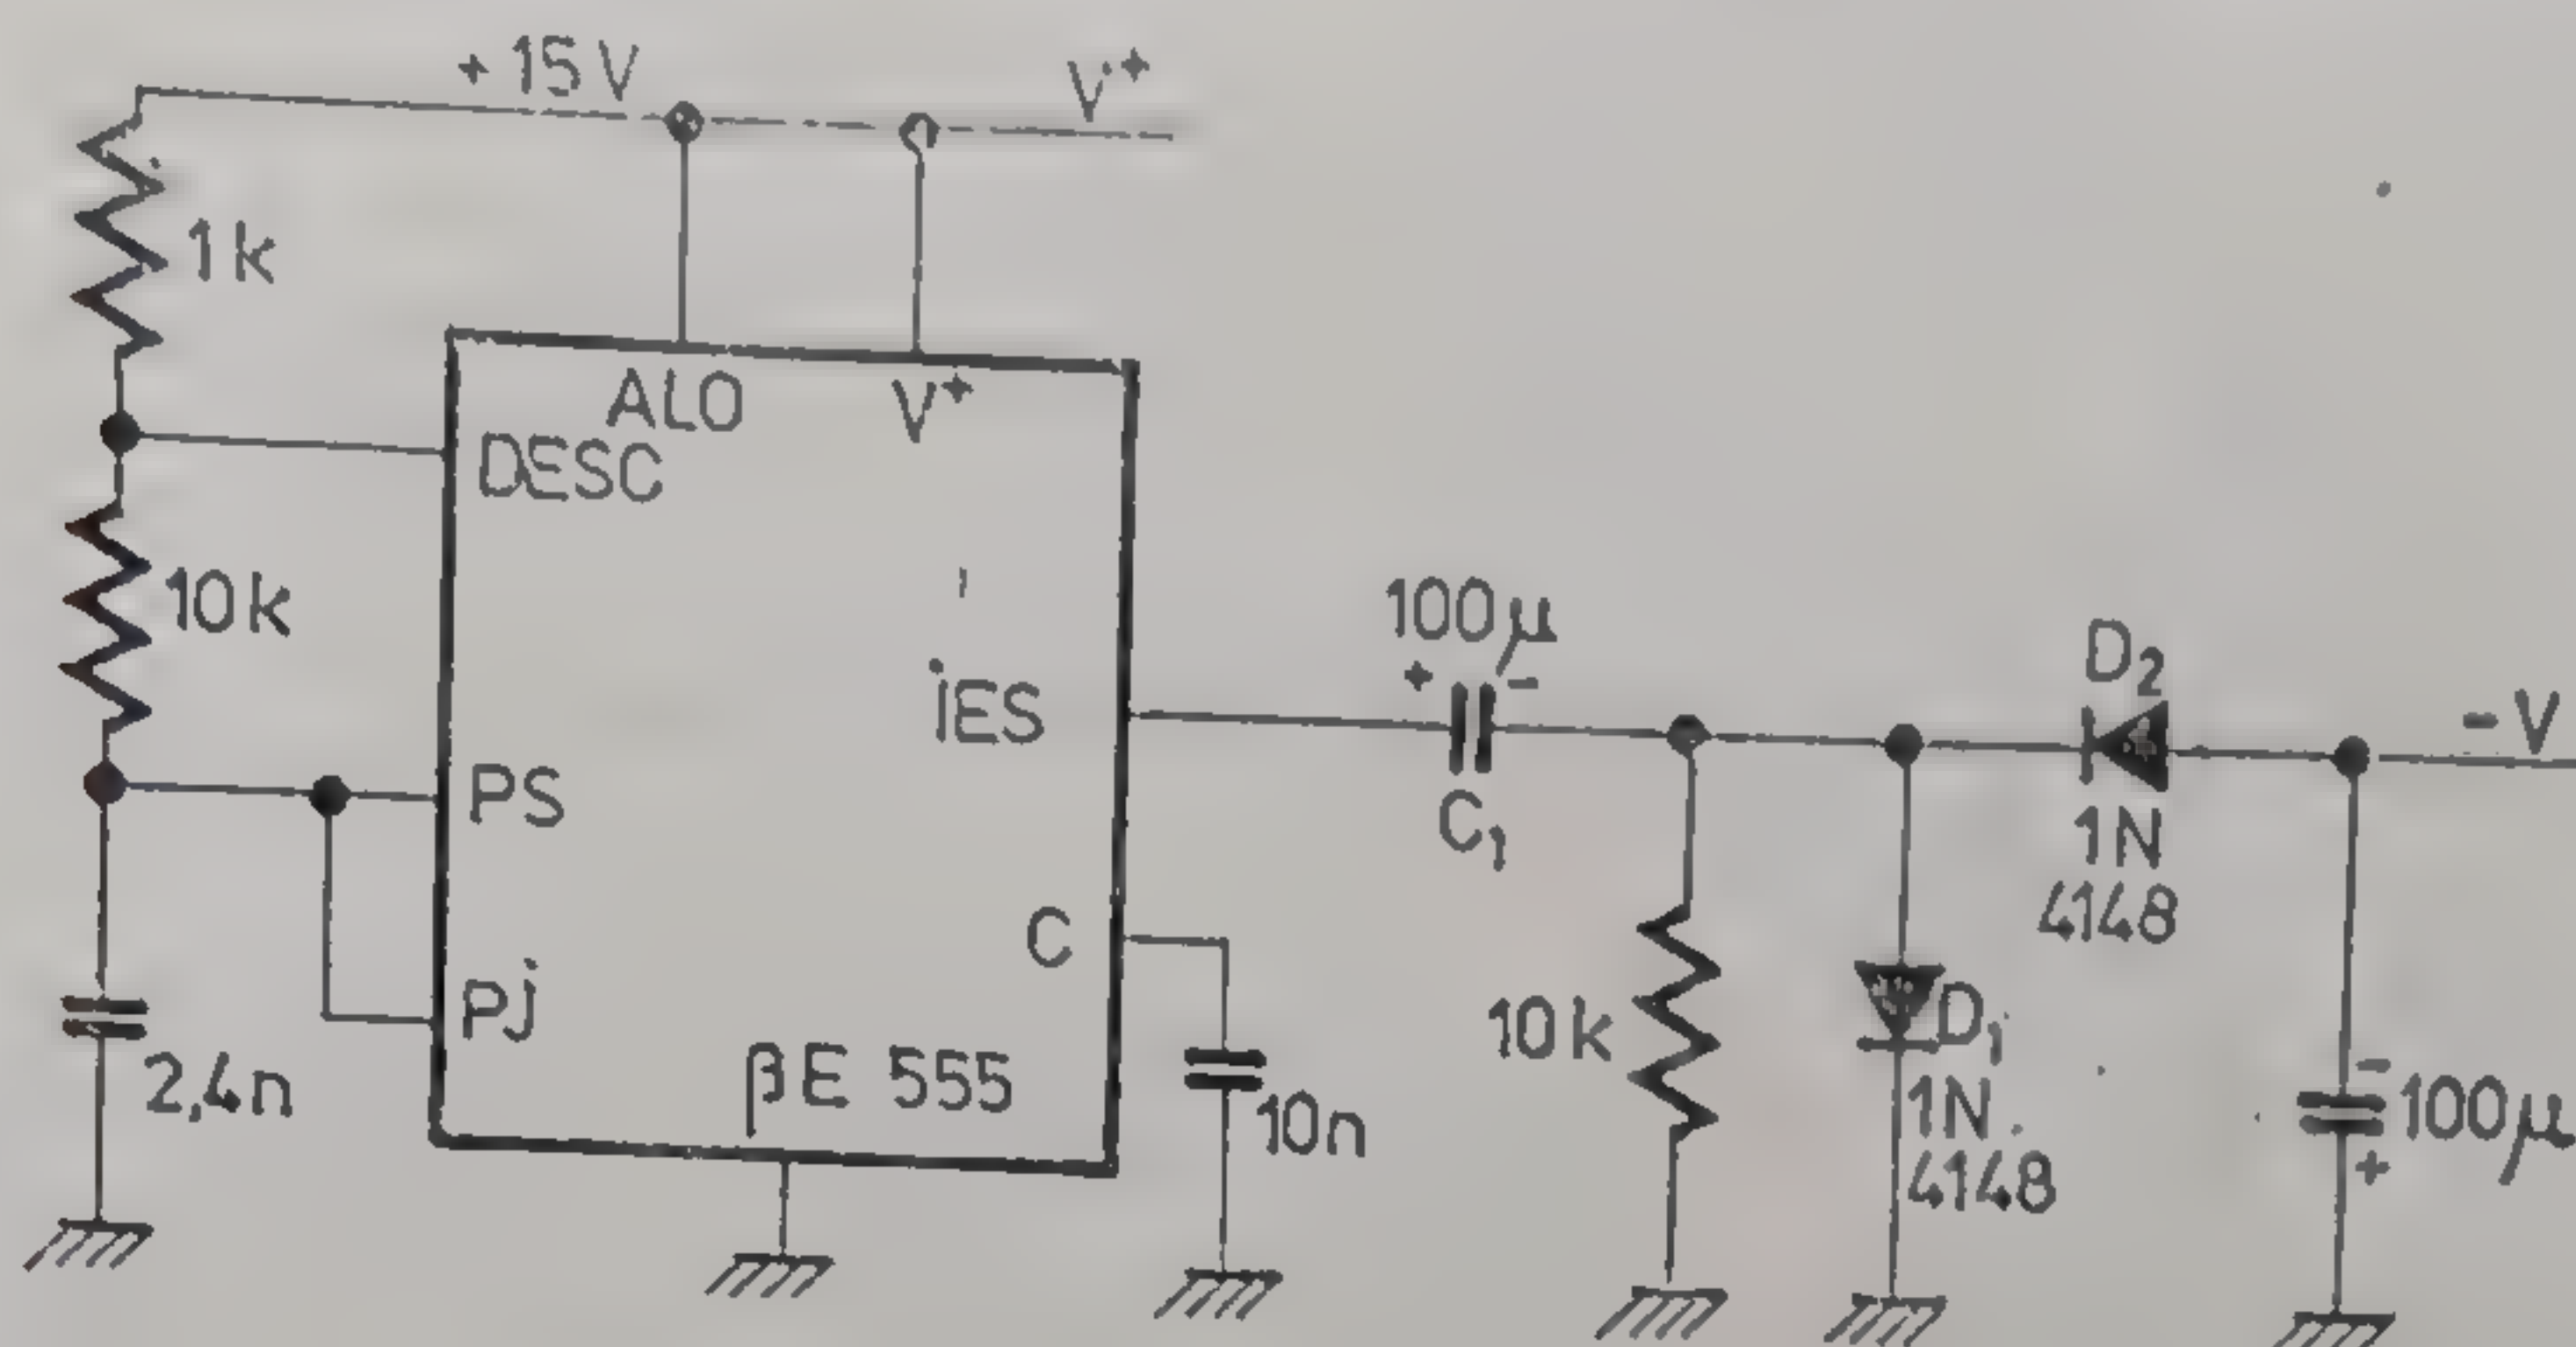 + 15 V
V+
1k
ALO
V+
DESC
10k
100µ
+ -
iES
D2
-V
PS
C1
1N
4148
C
Pj
10k
D1
2,4n
βE 555
10n
1N
4148
-
100µ
+